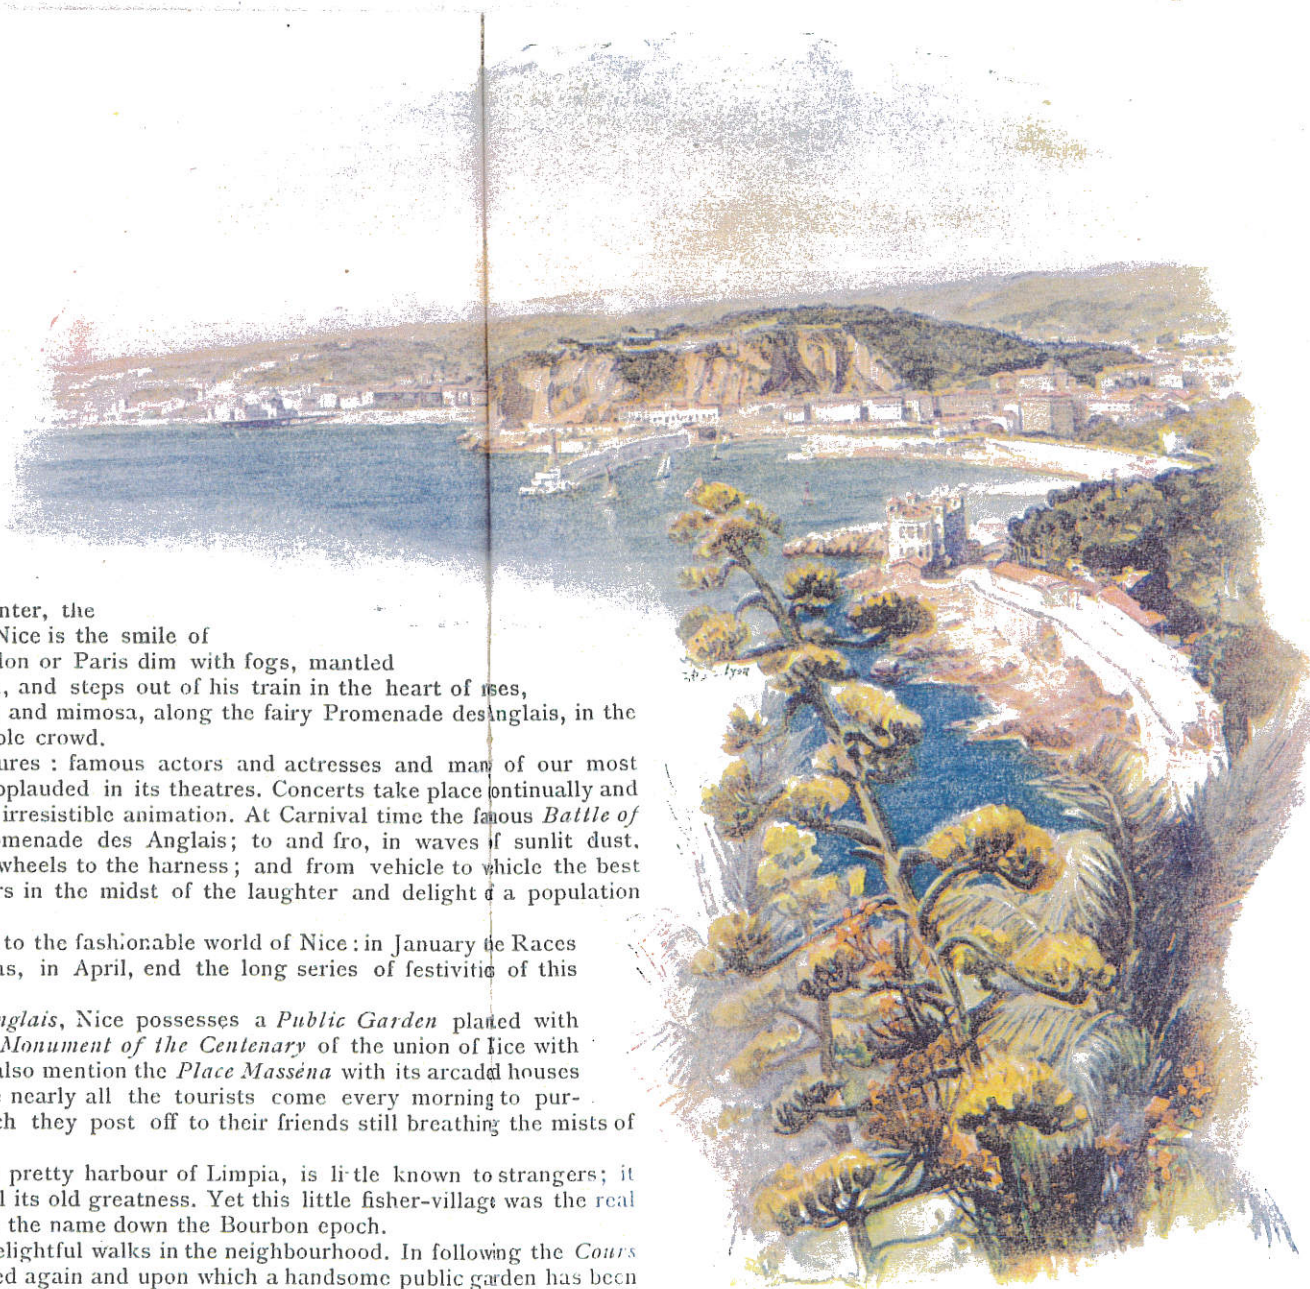 nter, the
Nice is the smile of
lon or Paris dim with fogs, mantled
, and steps out of his train in the heart of ses,
and mimosa, along the fairy Promenade des nglais, in the
ble crowd.
ures : famous actors and actresses and man of our most
pplauded in its theatres. Concerts take place ontinually and
irresistible animation. At Carnival time the fa ous Battle of
omenade des Anglais; to and fro, in waves f sunlit dust.
wheels to the harness; and from vehicle to v hicle the best
rs in the midst of the laughter and delight a population
to the fashionable world of Nice : in January e Races
as, in April, end the long series of festivitie of this
nglais, Nice possesses a Public Garden planted with
Monument of the Centenary of the union of ice with
also mention the Place Masséna with its arcaded houses
e nearly all the tourists come every morning to pur-
ch they post off to their friends still breathing the mists of
pretty harbour of Limpia, is li tle known to strangers; it
l its old greatness. Yet this little fisher-village was the real
the name down the Bourbon epoch.
elightful walks in the neighbourhood. In following the Cours
ed again and upon which a handsome public garden has been